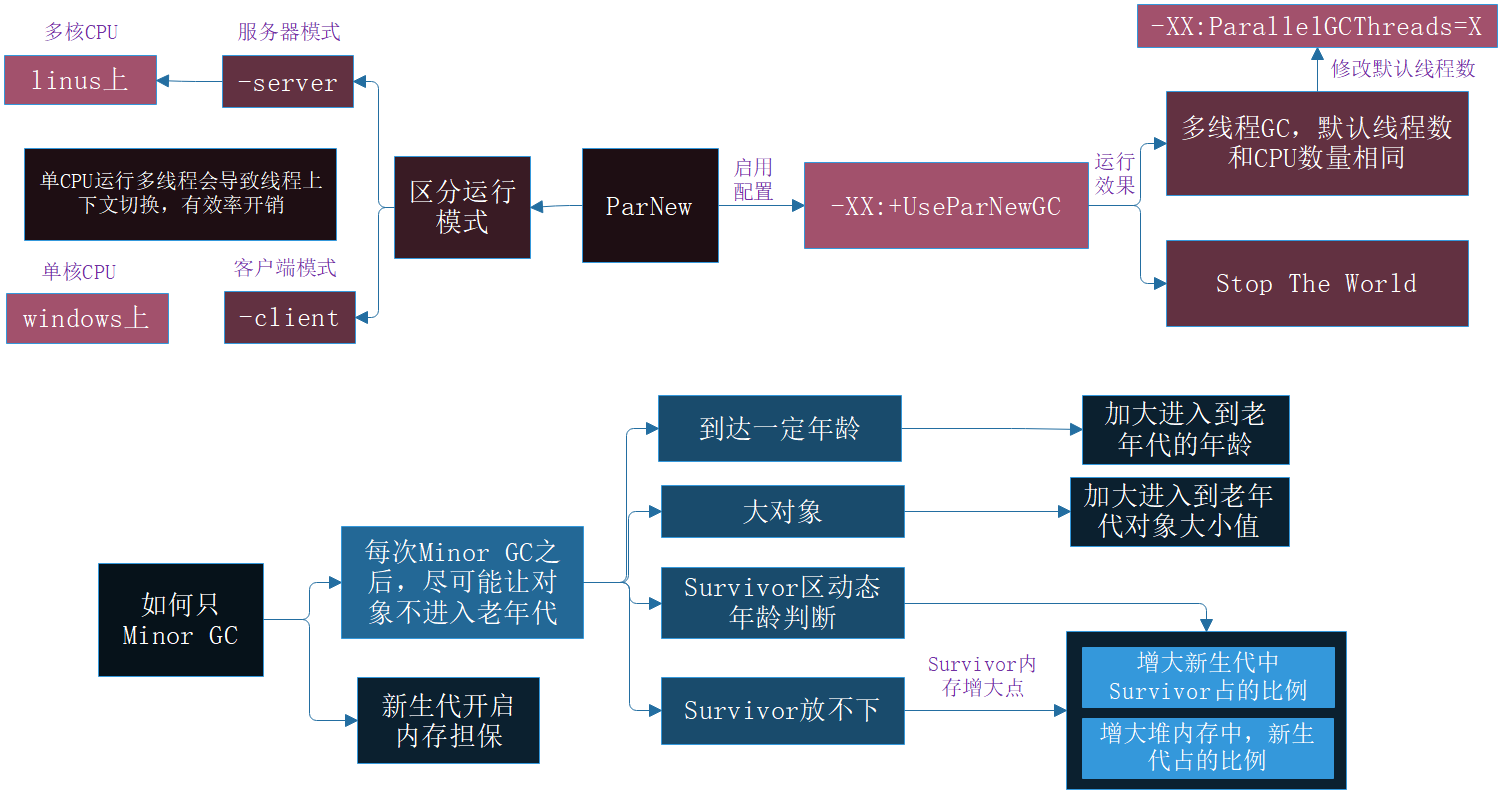 多核CPU
服务器模式
linus上
-server
单CPU运行多线程会导致线程上
下文切换，有效率开销
区分运行
模式
ParNew
启用
配置
-XX:+UseParNewGC
运行
效果
-XX:ParallelGCThreads=X
修改默认线程数
多线程GC，默认线程数
和CPU数量相同
Stop The World
单核CPU
客户端模式
windows上
-client
如何只
Minor GC
每次Minor GC之
后，尽可能让对
象不进入老年代
新生代开启
内存担保
到达一定年龄
加大进入到老
年代的年龄
大对象
加大进入到老年
代对象大小值
Survivor区动态
年龄判断
Survivor放不下
Survivor内
存增大点
增大新生代中
Survivor占的比例
增大堆内存中，新生
代占的比例